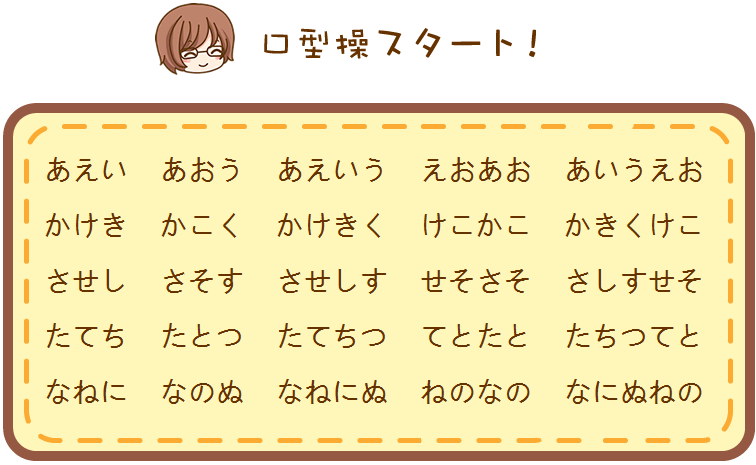 口型操スタート!
あえい あおう あえいう えおあお あいうえお
かけき かこく かけきく けこかこ かきくけこ
させし さそす させしす せそさそ さしすせそ
たてち たとつ たてちつ てとたと たちつてと
なねに なのぬ なねにぬ ねのなの なにぬねの